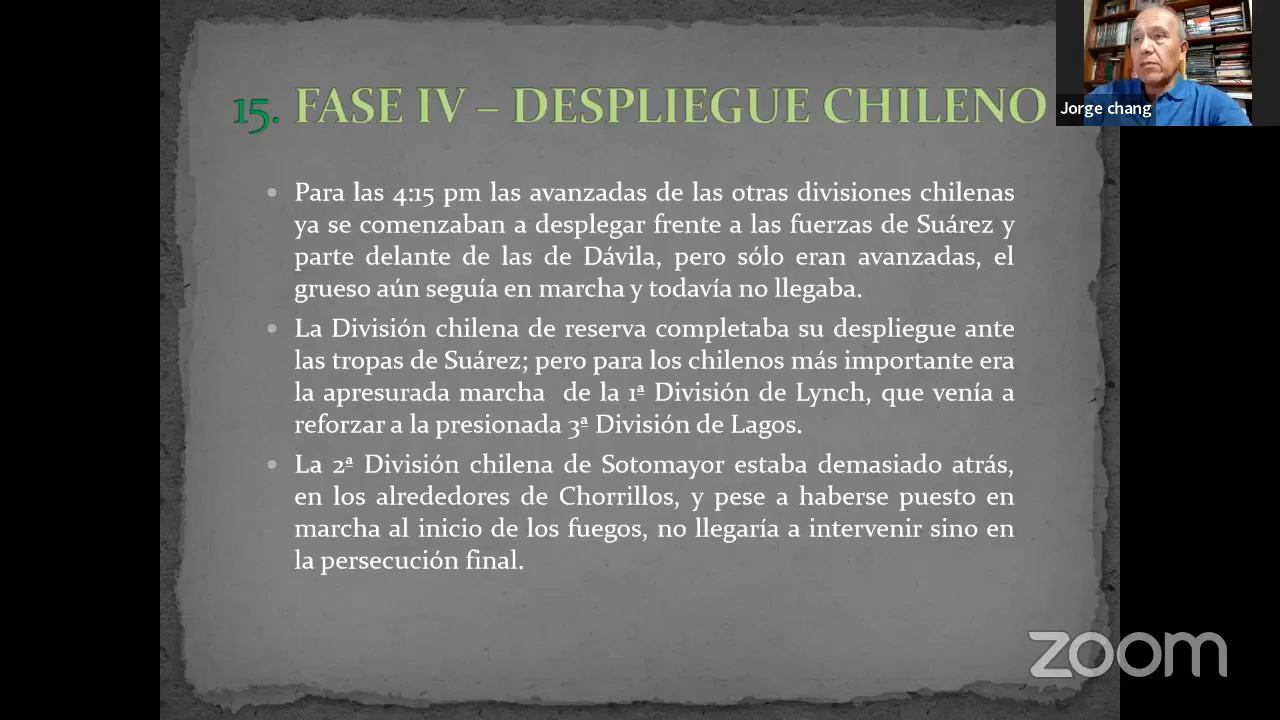 15. FASE IV – DESPLIEGUE CHILENO
Jorge chang
• Para las 4:15 pm las avanzadas de las otras divisiones chilenas
ya se comenzaban a desplegar frente a las fuerzas de Suárez y
parte delante de las de Dávila, pero sólo eran avanzadas, el
grueso aún seguía en marcha y todavía no llegaba.
• La División chilena de reserva completaba su despliegue ante
las tropas de Suárez; pero para los chilenos más importante era
la apresurada marcha de la 1ª División de Lynch, que venía a
reforzar a la presionada 3ª División de Lagos.
• La 2ª División chilena de Sotomayor estaba demasiado atrás,
en los alrededores de Chorrillos, y pese a haberse puesto en
marcha al inicio de los fuegos, no llegaría a intervenir sino en
la persecución final.
zoom